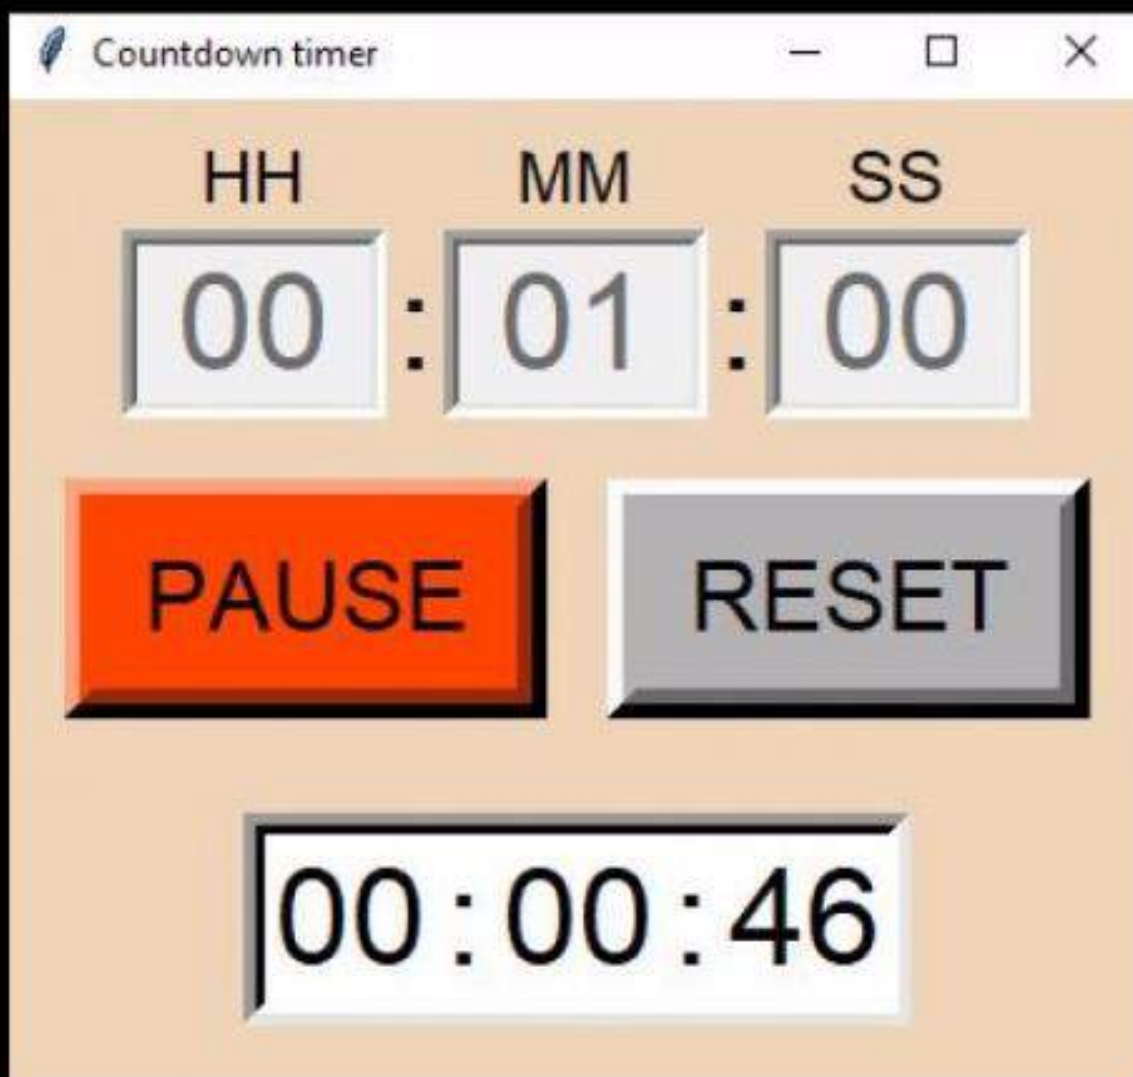 Countdown timer
HH MM SS
00 : 01 : 00
PAUSE RESET
00 : 00 : 46